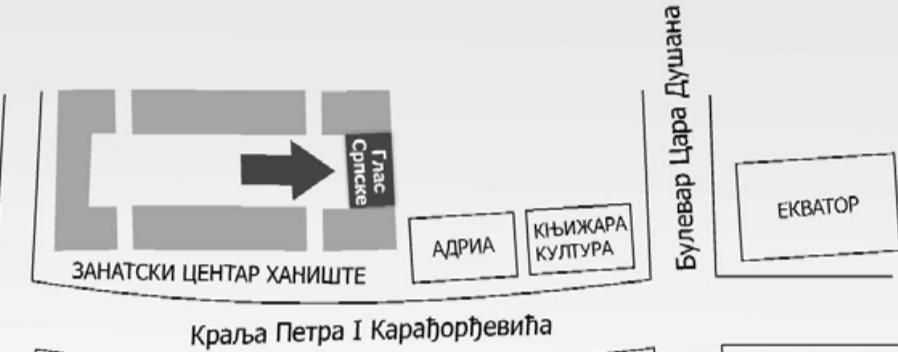 Булевар Цара Душана
Глас
Српске
ЕКВАТОР
АДРИА
КЊИЖАРА
КУЛТУРА
ЗАНАТСКИ ЦЕНТАР ХАНИШТЕ
Краља Петра I Карађорђевића